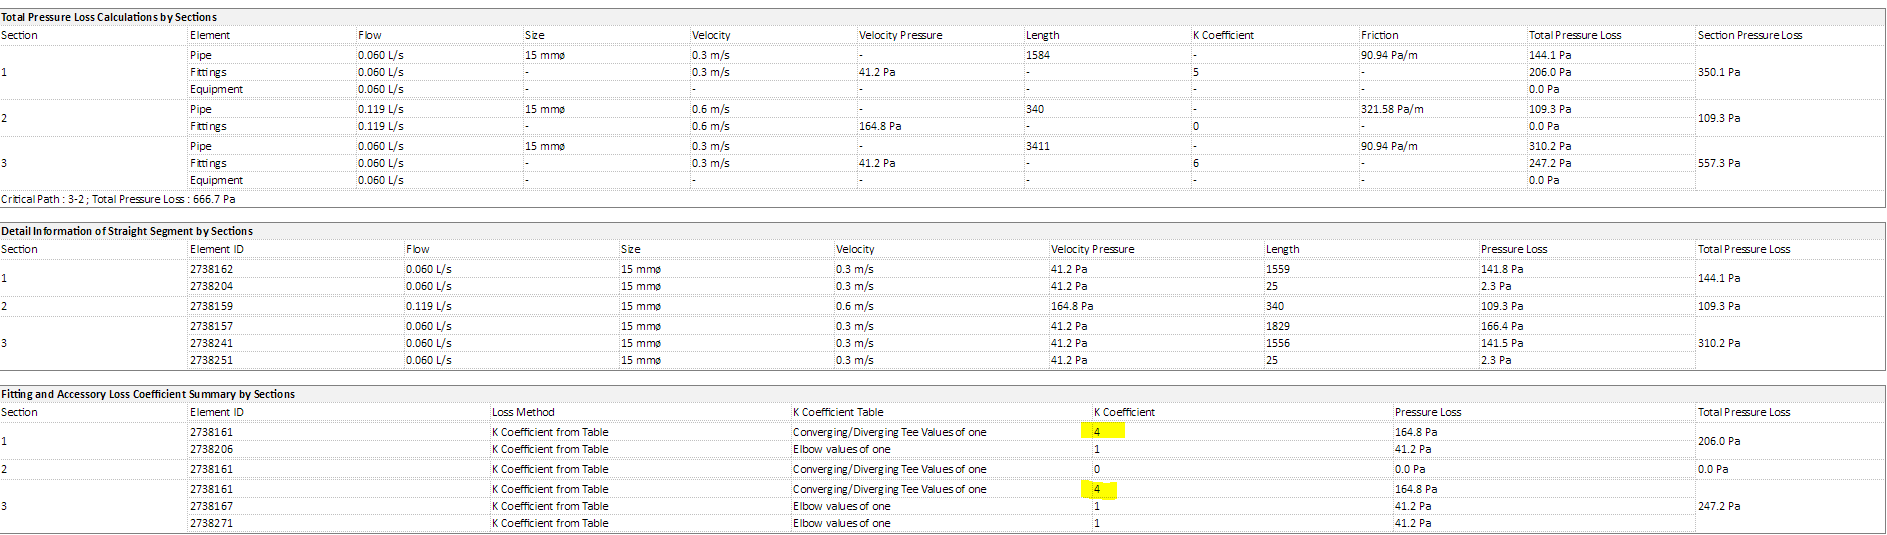 Total Pressure Loss Calculations by Sections
Section Element Flow Size Velocity Velocity Pressure Length K Coefficient Friction Total Pressure Loss Section Pressure Loss
Pipe 0.060 L/s 15 mmø 0.3 m/s - 1584 - 90.94 Pa/m 144.1 Pa
1 Fittings 0.060 L/s - 0.3 m/s 41.2 Pa - 5 - 206.0 Pa 350.1 Pa
Equipment 0.060 L/s - - - - - - 0.0 Pa
Pipe 0.119 L/s 15 mmø 0.6 m/s - 340 - 321.58 Pa/m 109.3 Pa
2 109.3 Pa
Fittings 0.119 L/s - 0.6 m/s 164.8 Pa - 0 - 0.0 Pa
Pipe 0.060 L/s 15 mmø 0.3 m/s - 3411 - 90.94 Pa/m 310.2 Pa
3 Fittings 0.060 L/s - 0.3 m/s 41.2 Pa - 6 - 247.2 Pa 557.3 Pa
Equipment 0.060 L/s - - - - - - 0.0 Pa
Critical Path : 3-2 ; Total Pressure Loss : 666.7 Pa
Detail Information of Straight Segment by Sections
Section Element ID Flow Size Velocity Velocity Pressure Length Pressure Loss Total Pressure Loss
2738162 0.060 L/s 15 mmø 0.3 m/s 41.2 Pa 1559 141.8 Pa
1 144.1 Pa
2738204 0.060 L/s 15 mmø 0.3 m/s 41.2 Pa 25 2.3 Pa
2 2738159 0.119 L/s 15 mmø 0.6 m/s 164.8 Pa 340 109.3 Pa 109.3 Pa
2738157 0.060 L/s 15 mmø 0.3 m/s 41.2 Pa 1829 166.4 Pa
3 2738241 0.060 L/s 15 mmø 0.3 m/s 41.2 Pa 1556 141.5 Pa 310.2 Pa
2738251 0.060 L/s 15 mmø 0.3 m/s 41.2 Pa 25 2.3 Pa
Fitting and Accessory Loss Coefficient Summary by Sections
Section Element ID Loss Method K Coefficient Table K Coefficient Pressure Loss Total Pressure Loss
2738161 K Coefficient from Table Converging/Diverging Tee Values of one 4 164.8 Pa
1 206.0 Pa
2738206 K Coefficient from Table Elbow values of one 1 41.2 Pa
2 2738161 K Coefficient from Table Converging/Diverging Tee Values of one 0 0.0 Pa 0.0 Pa
2738161 K Coefficient from Table Converging/Diverging Tee Values of one 4 164.8 Pa
3 2738167 K Coefficient from Table Elbow values of one 1 41.2 Pa 247.2 Pa
2738271 K Coefficient from Table Elbow values of one 1 41.2 Pa